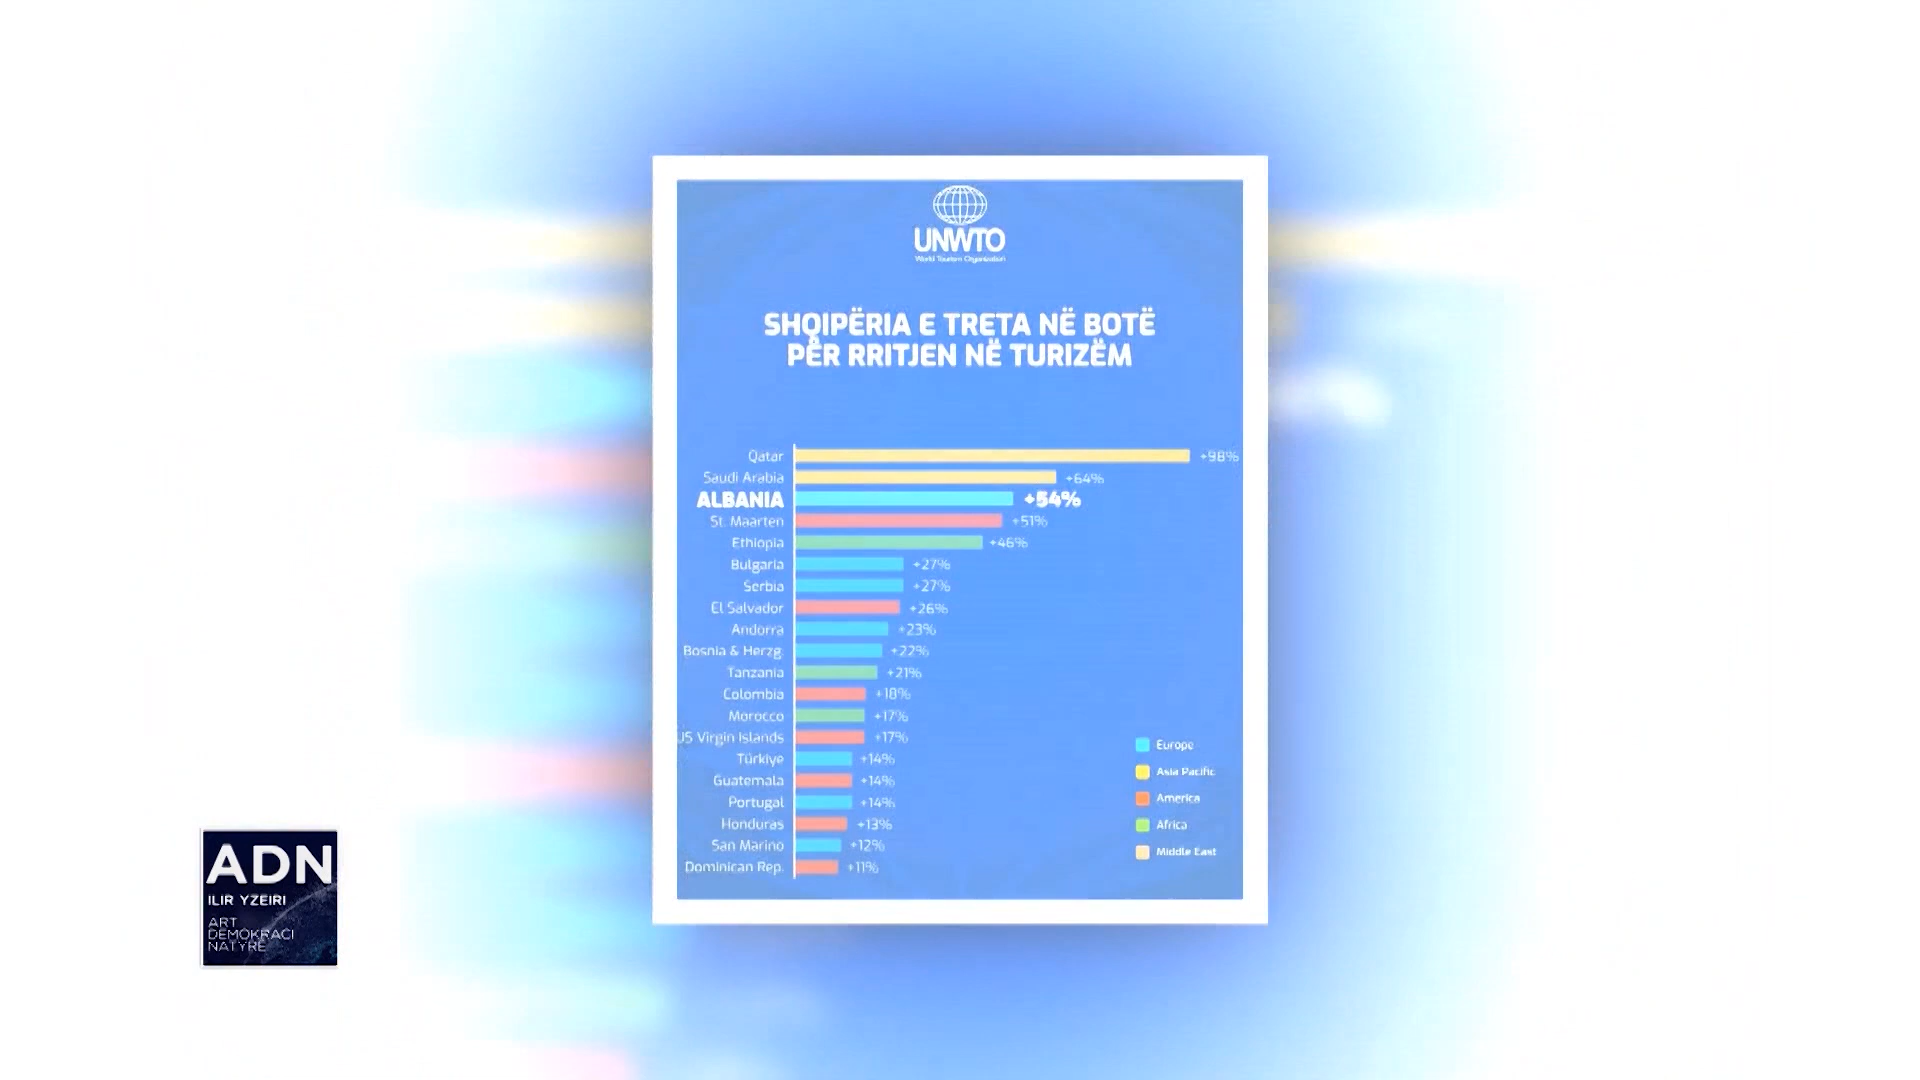 UNWTO
World Tourism Organization
SHQIPËRIA E TRETA NË BOTË
PËR RRITJEN NË TURIZËM
Qatar +98%
Saudi Arabia +64%
ALBANIA +54%
St. Maarten +51%
Ethiopia +46%
Bulgaria +27%
Serbia +27%
El Salvador +26%
Andorra +23%
Bosnia & Herzg. +22%
Tanzania +21%
Colombia +18%
Morocco +17%
US Virgin Islands +17%
Türkiye +14%
Guatemala +14%
Portugal +14%
Honduras +13%
San Marino +12%
Dominican Rep. +11%
Europe
Asia Pacific
America
Africa
Middle East
ADN
ILIR YZEIRI
ART
DEMOKRACI
NATYRË